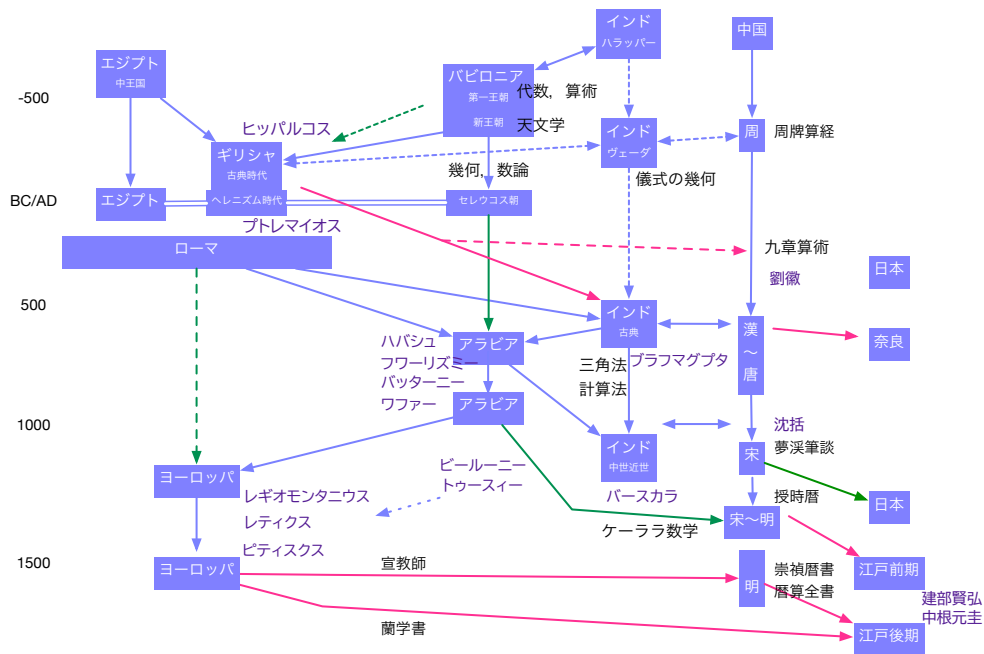 インド
ハラッパー
中国
エジプト
中王国
バビロニア
第一王朝
新王朝
代数，算術
天文学
-500
ヒッパルコス
ギリシャ
古典時代
インド
ヴェーダ
周
周牌算経
幾何，数論
儀式の幾何
BC/AD
エジプト
ヘレニズム時代
セレウコス朝
プトレマイオス
ローマ
九章算術
劉徽
日本
500
インド
古典
漢
〜
唐
奈良
ハバシュ
フワーリズミー
バッターニー
ワファー
アラビア
三角法
計算法
ブラフマグプタ
アラビア
1000
沈括
夢渓筆談
宋
インド
中世近世
ビールーニー
トゥースィー
ヨーロッパ
レギオモンタニウス
レティクス
ピティスクス
バースカラ
授時暦
日本
宋〜明
ケーララ数学
1500
ヨーロッパ
宣教師
明
崇禎暦書
暦算全書
江戸前期
建部賢弘
中根元圭
蘭学書
江戸後期